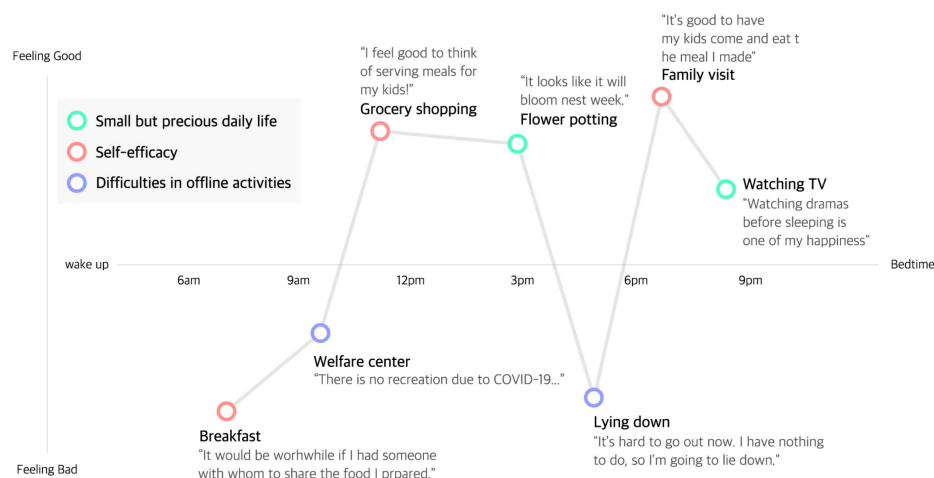 Feeling Good
Small but precious daily life
Self-efficacy
Difficulties in offline activities
"I feel good to think
of serving meals for
my kids!"
Grocery shopping
"It looks like it will
bloom nest week."
Flower potting
"It's good to have
my kids come and eat t
he meal I made"
Family visit
Watching TV
"Watching dramas
before sleeping is
one of my happiness"
wake up
6am
9am
12pm
3pm
6pm
9pm
Bedtime
Welfare center
"There is no recreation due to COVID-19..."
Breakfast
"It would be worhwhile if I had someone
with whom to share the food I prpared."
Lying down
"It's hard to go out now. I have nothing
to do, so I'm going to lie down."
Feeling Bad